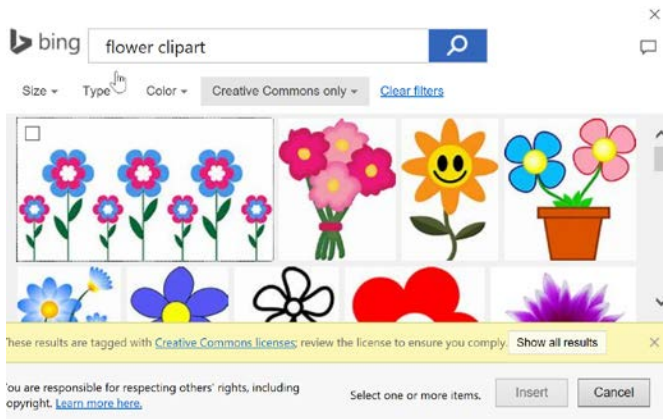 bing
flower clipart
Size Type Color Creative Commons only Clear filters
hese results are tagged with Creative Commons licenses; review the license to ensure you comply. Show all results
ou are responsible for respecting others' rights, including
opyright. Learn more here.
Select one or more items. Insert Cancel